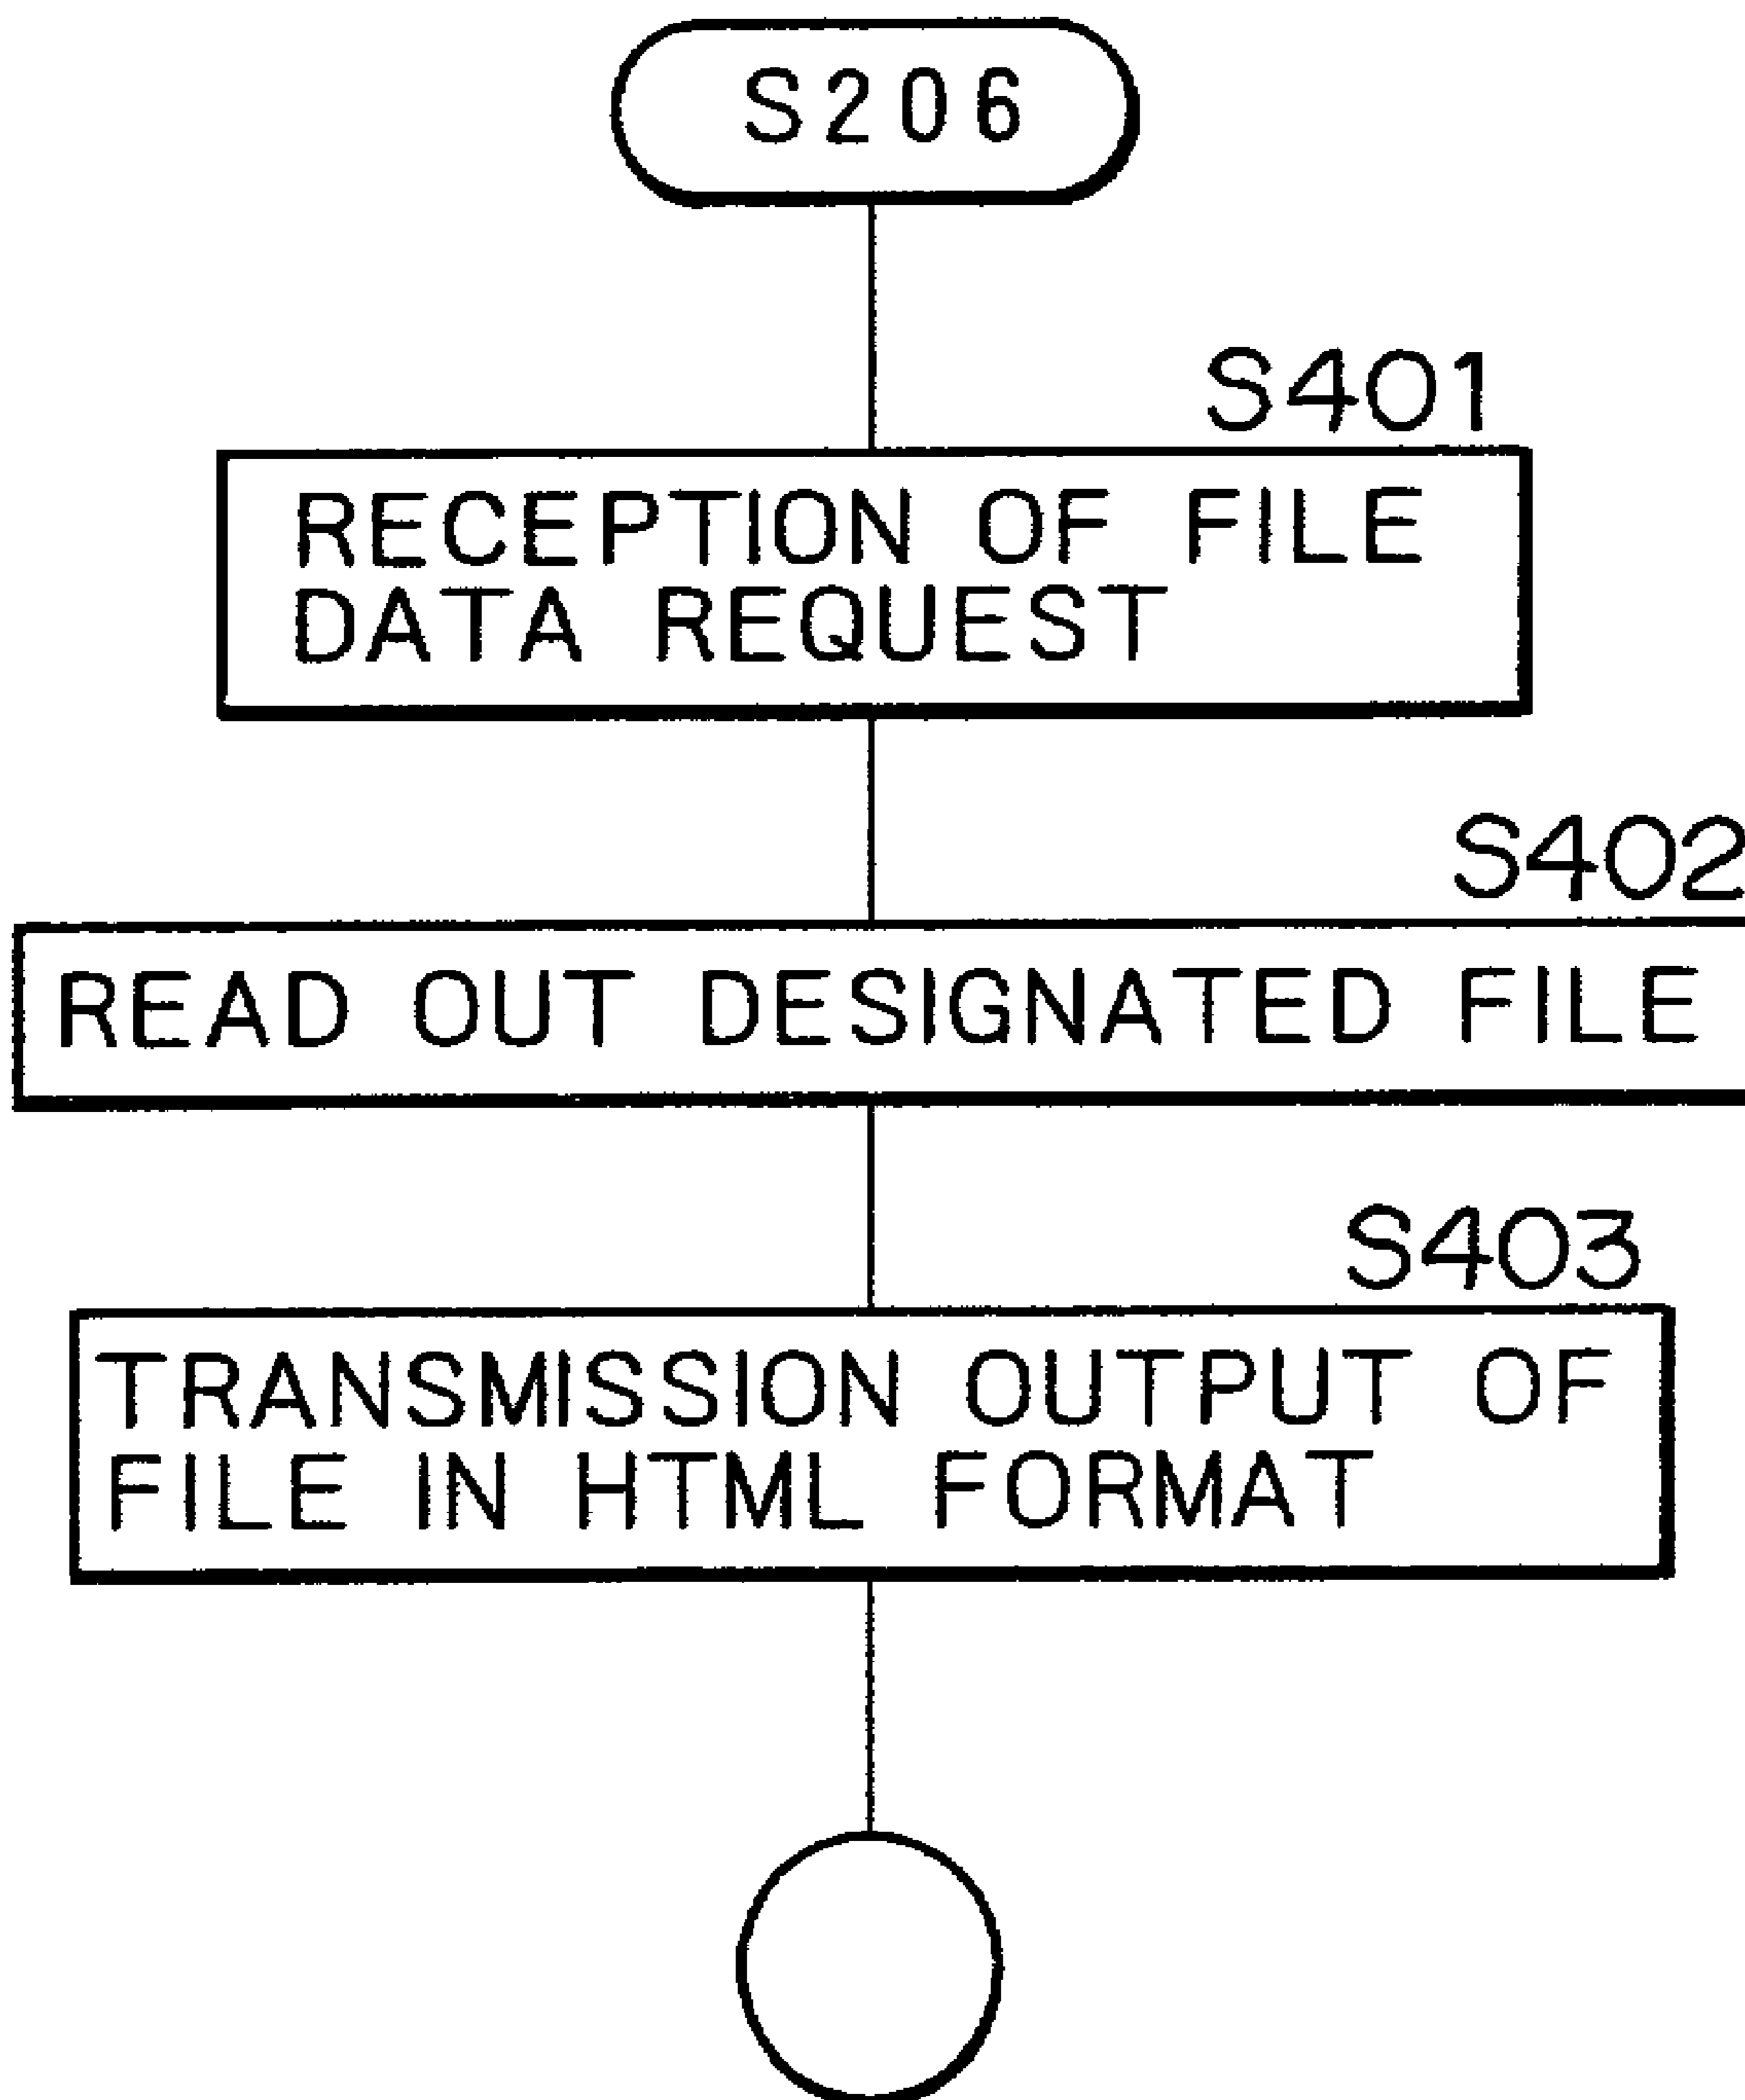 S206
S401
RECEPTION OF FILE
DATA REQUEST
S402
READ OUT DESIGNATED FILE
S403
TRANSMISSION OUTPUT OF
FILE IN HTML FORMAT